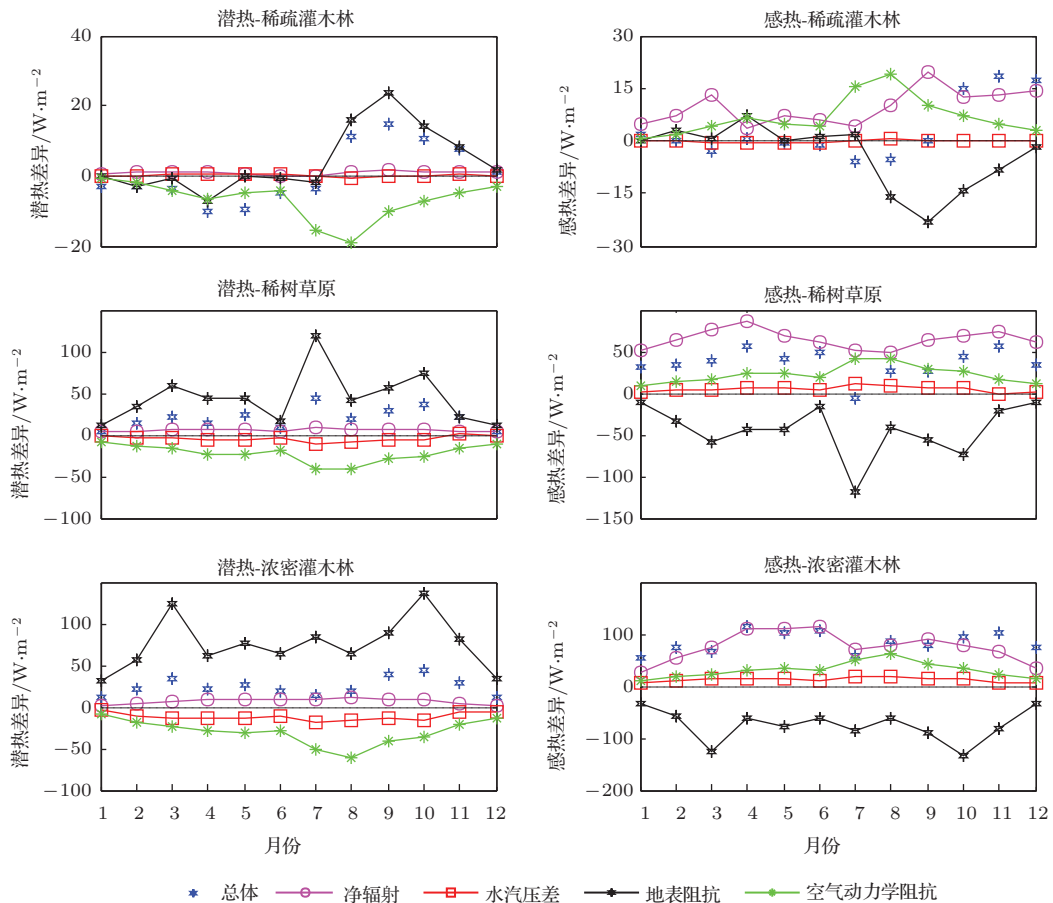 潜热-稀疏灌木林
潜热差异/W·m⁻²
40
20
0
−20
感热-稀疏灌木林
感热差异/W·m⁻²
15
0
−15
−30
潜热-稀树草原
潜热差异/W·m⁻²
100
50
0
−50
−100
感热-稀树草原
感热差异/W·m⁻²
50
0
−50
−100
−150
潜热-浓密灌木林
潜热差异/W·m⁻²
100
50
0
−50
−100
1 2 3 4 5 6 7 8 9 10 11 12
月份
感热-浓密灌木林
感热差异/W·m⁻²
100
0
−100
−200
1 2 3 4 5 6 7 8 9 10 11 12
月份
总体 净辐射 水汽压差 地表阻抗 空气动力学阻抗